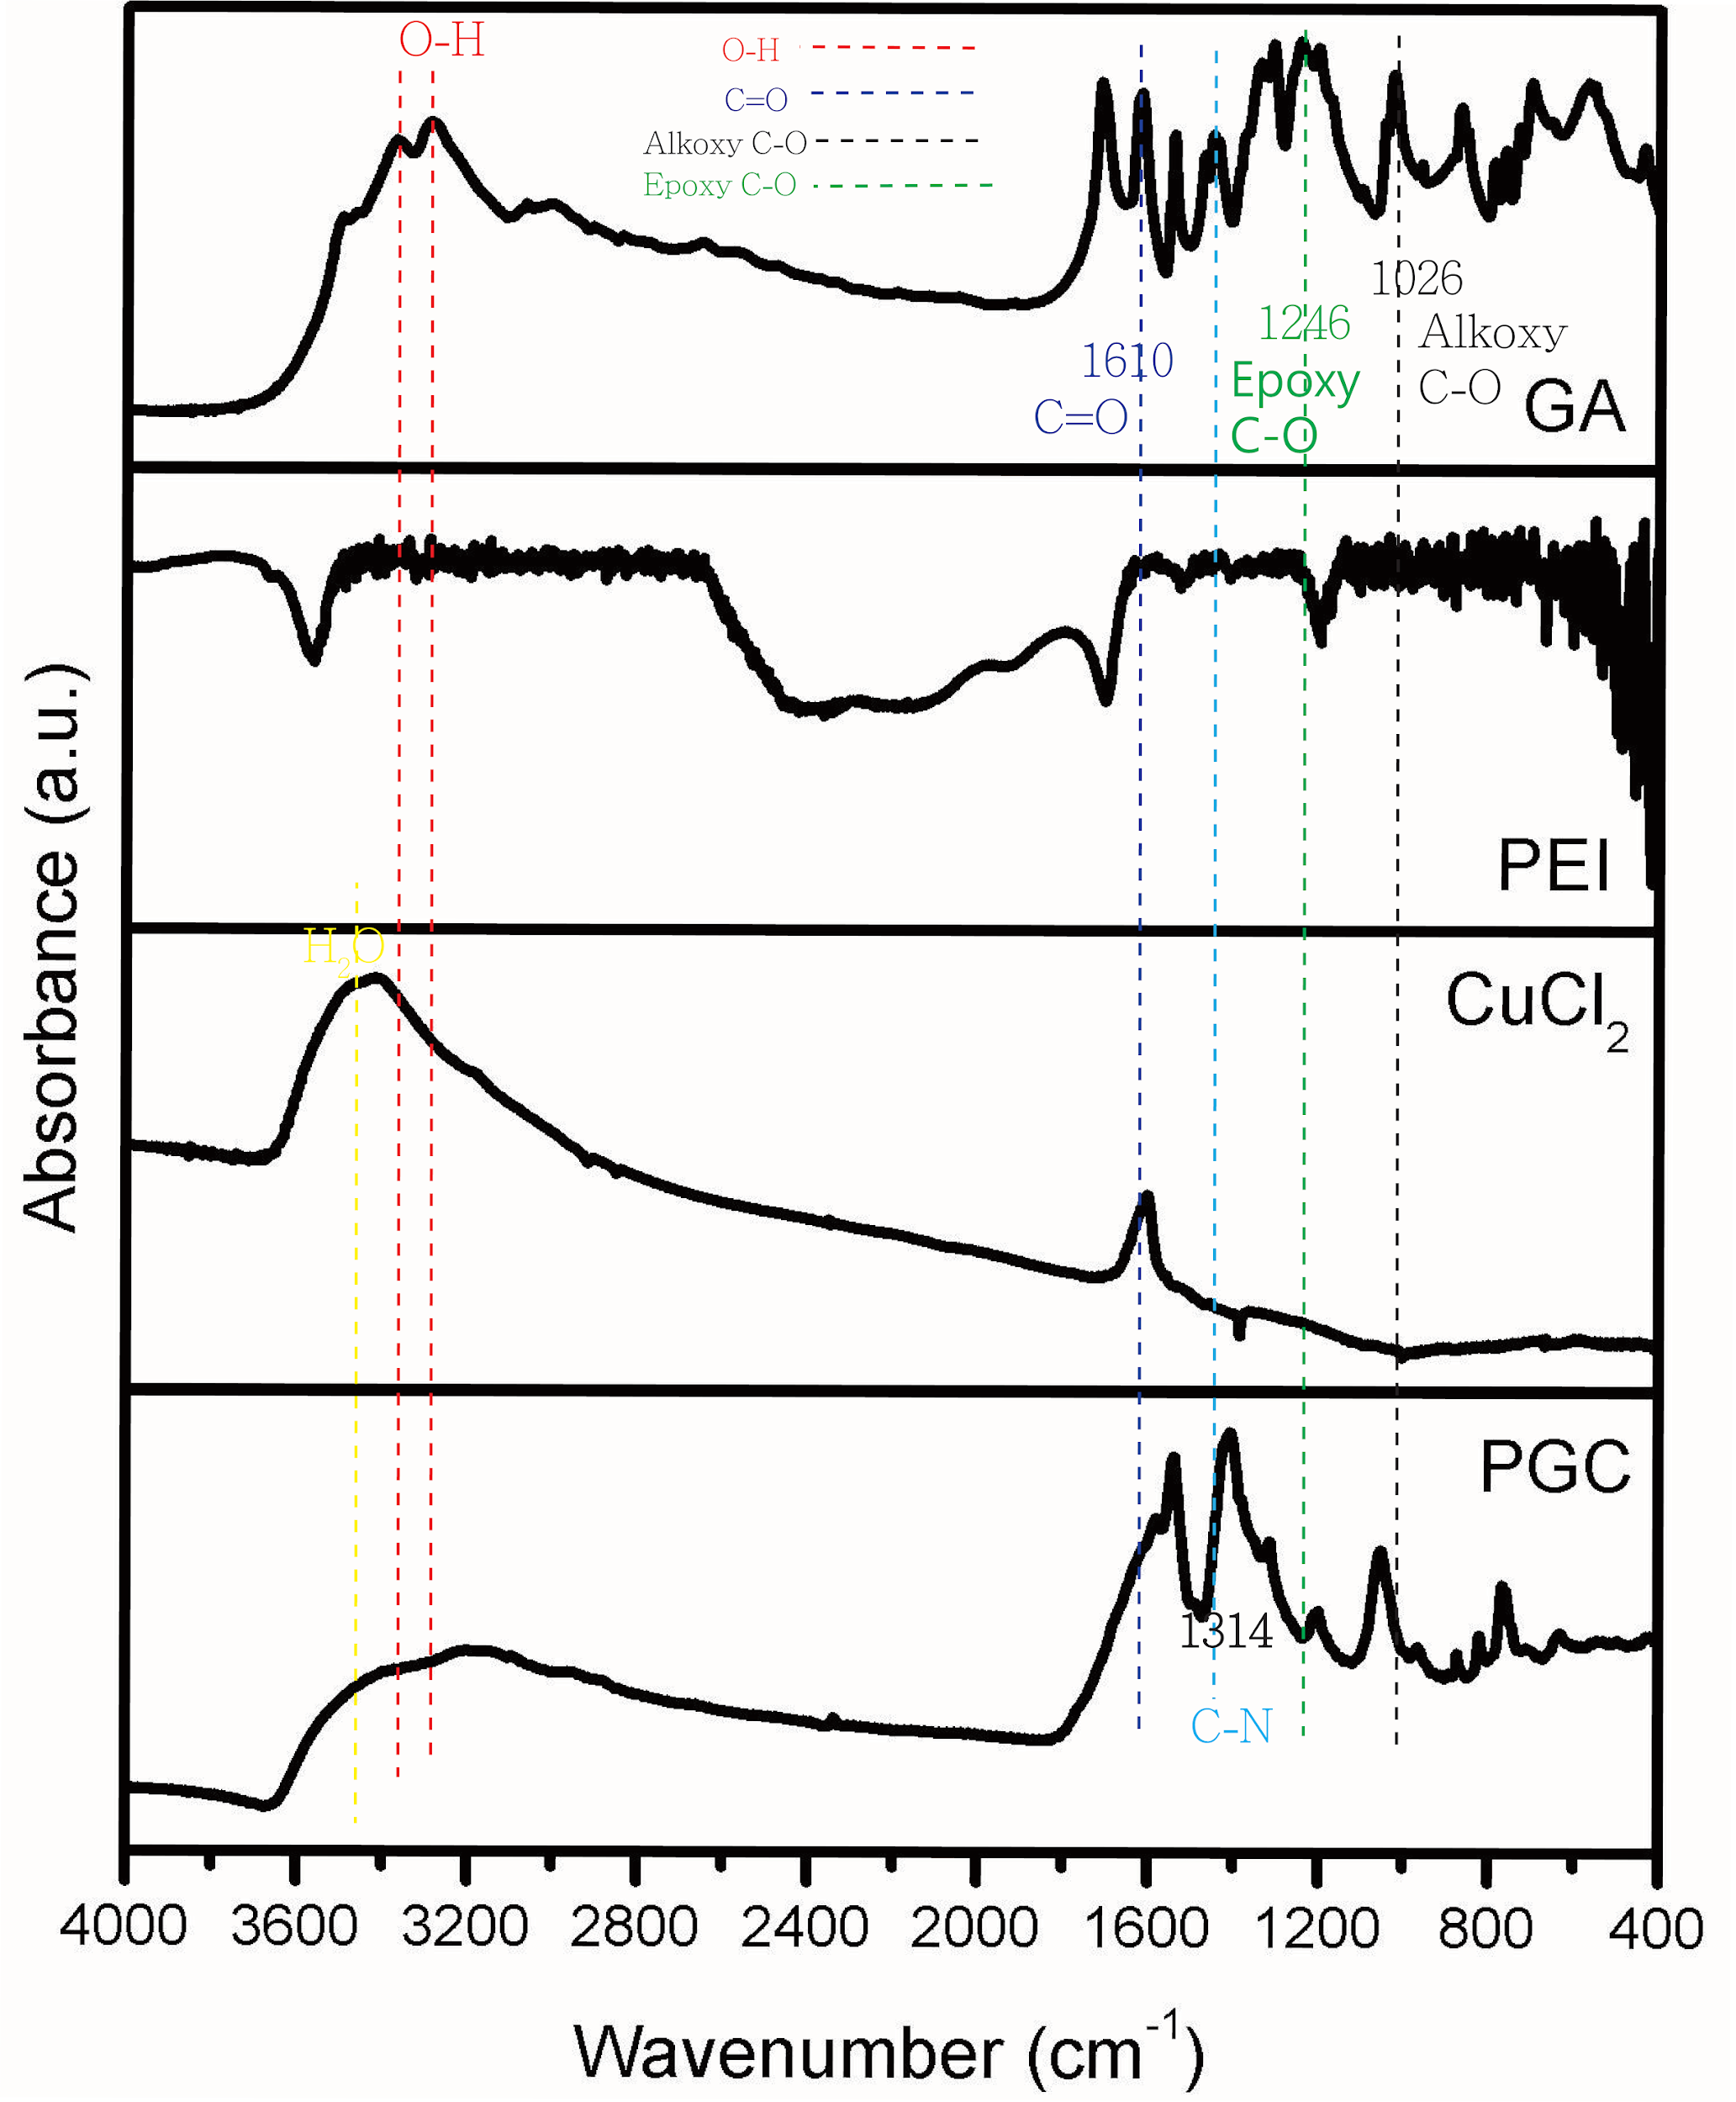 O-H
O-H
C=O
Alkoxy C-O
Epoxy C-O
1026
Alkoxy
C-O
1246
Epoxy
C-O
1610
C=O
GA
PEI
H₂O
CuCl₂
PGC
1314
C-N
Absorbance (a.u.)
4000 3600 3200 2800 2400 2000 1600 1200 800 400
Wavenumber (cm⁻¹)